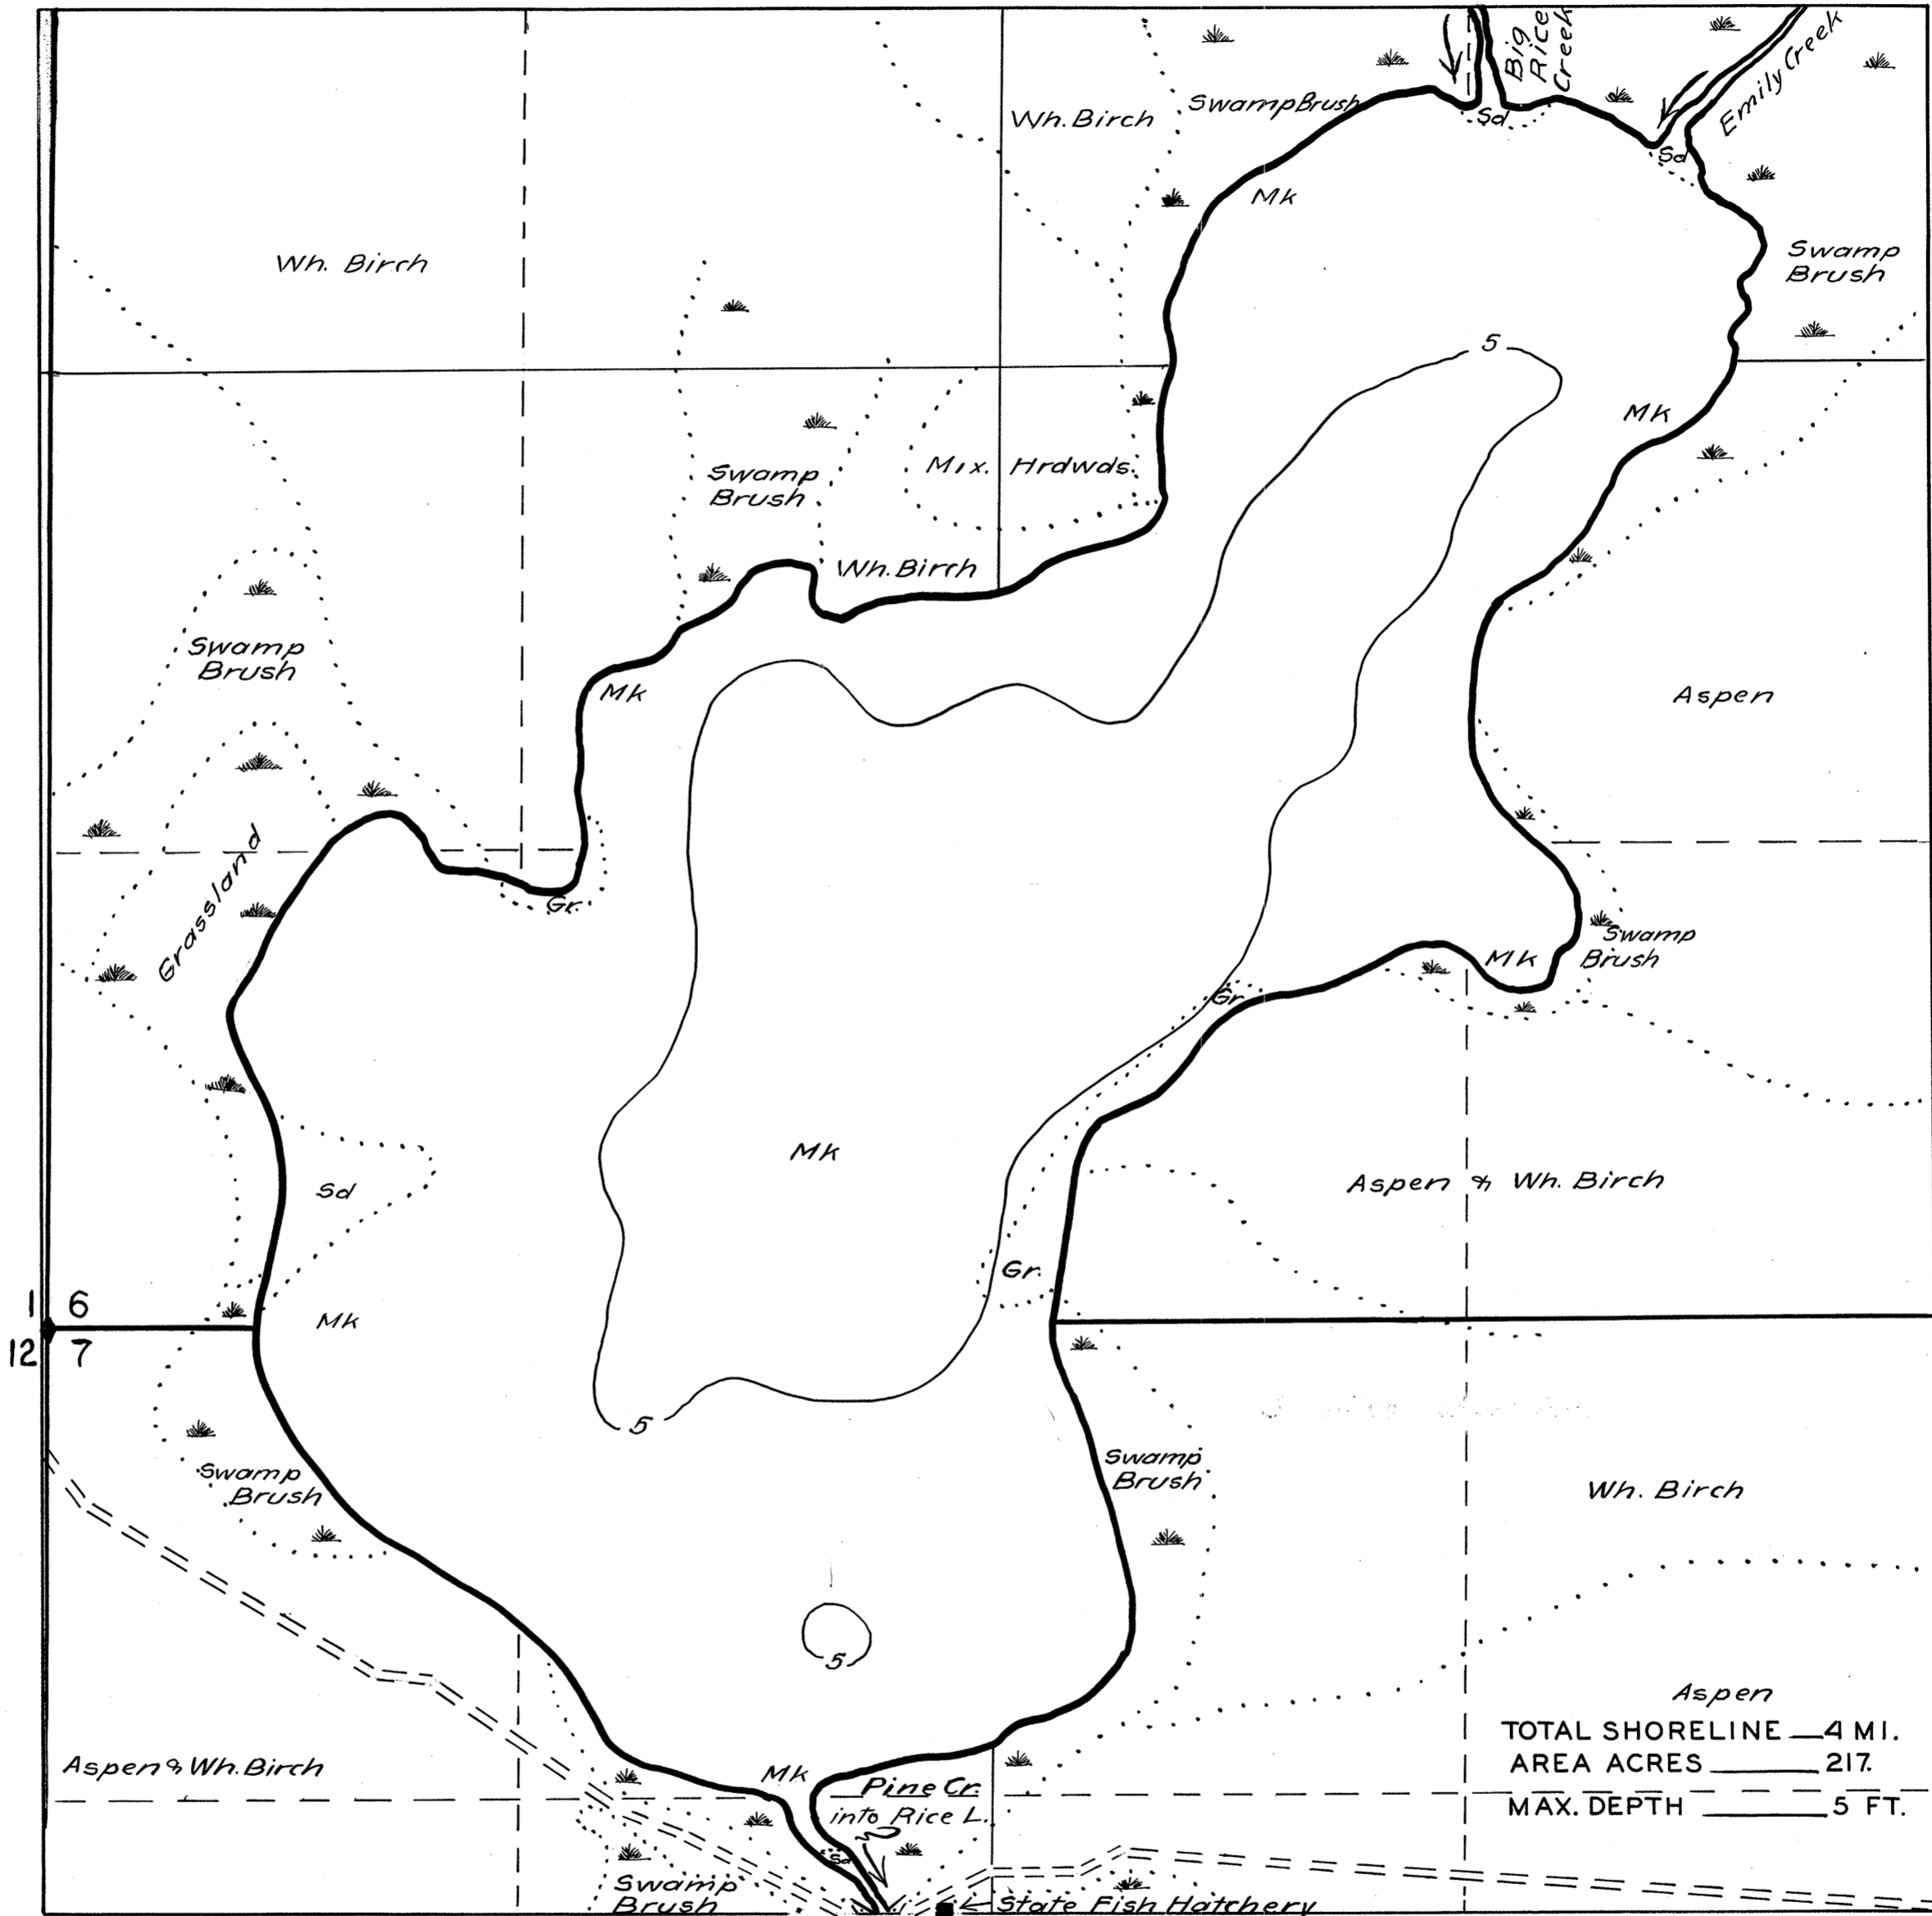 Big
Rice
Creek
Emily Creek
Wh. Birch
Swamp Brush
Sd
Sd
Mk
Wh. Birch
Swamp
Brush
5
Mk
Swamp
Brush
Mix. Hrdwds.
Wh. Birch
Swamp
Brush
Mk
Aspen
Grassland
Gr.
Swamp
Brush
Mk
Gr.
Mk
Sd
Aspen & Wh. Birch
Gr.
1 6
12 7
Mk
5
Swamp
Brush
Swamp
Brush
Wh. Birch
5
Aspen
TOTAL SHORELINE — 4 MI.
AREA ACRES — 217.
MAX. DEPTH — 5 FT.
Aspen & Wh. Birch
Mk
Pine Cr.
into Rice L.
Sd
Swamp
Brush
State Fish Hatchery